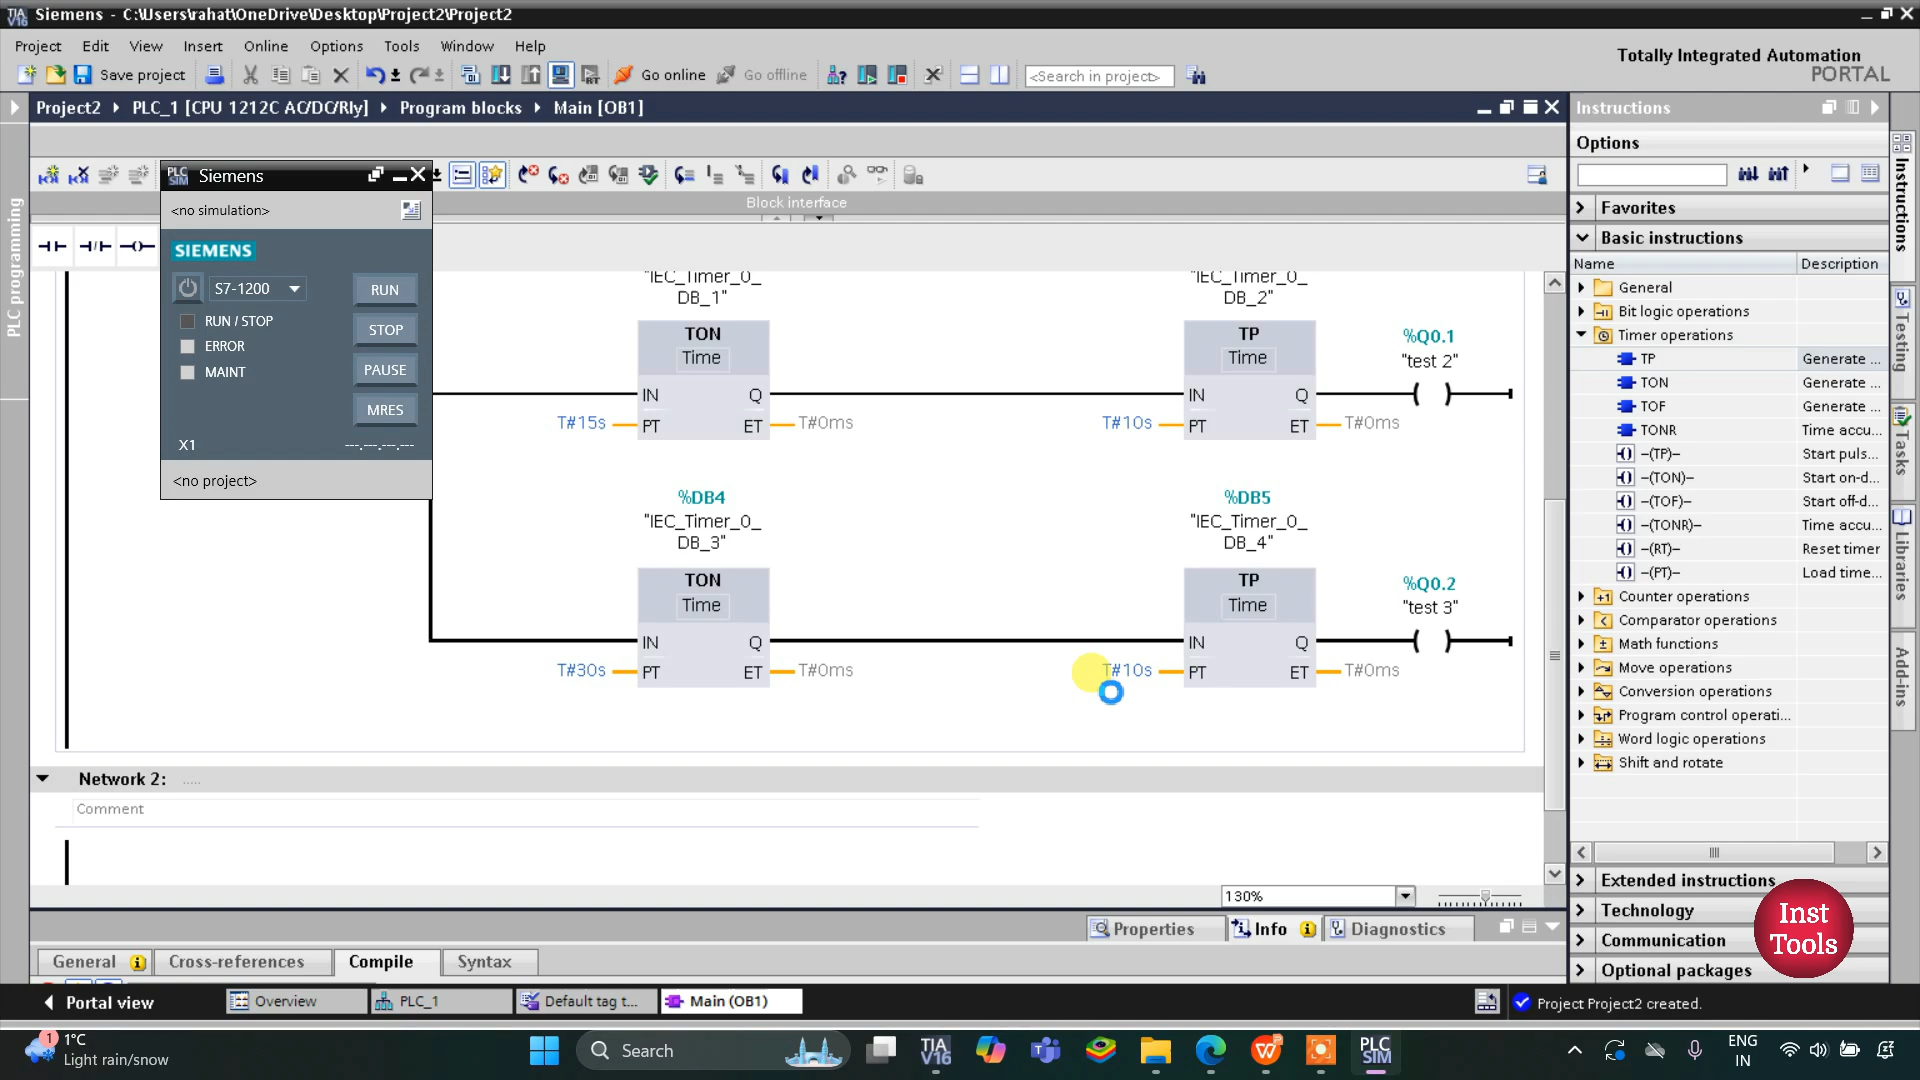 TIA V16 Siemens - C:\Users\rahat\OneDrive\Desktop\Project2\Project2
Project Edit View Insert Online Options Tools Window Help
Totally Integrated Automation
PORTAL
Save project Go online Go offline <Search in project>
Project2 PLC_1 [CPU 1212C AC/DC/Rly] Program blocks Main [OB1]
Instructions
Options
PLC programming
PLC SIM Siemens
<no simulation>
SIEMENS
S7-1200 RUN
RUN / STOP
STOP
ERROR
MAINT
PAUSE
MRES
X1 ---.---.---.---
<no project>
Block interface
"IEC_Timer_0_
DB_1"
TON
Time
IN Q
T#15s PT ET T#0ms
"IEC_Timer_0_
DB_2"
TP
Time
IN Q
T#10s PT ET T#0ms
%Q0.1
"test 2"
%DB4
"IEC_Timer_0_
DB_3"
TON
Time
IN Q
T#30s PT ET T#0ms
%DB5
"IEC_Timer_0_
DB_4"
TP
Time
IN Q
T#10s PT ET T#0ms
%Q0.2
"test 3"
Network 2: .....
Comment
130%
Favorites
Basic instructions
Name Description
General
Bit logic operations
Timer operations
TP Generate ...
TON Generate ...
TOF Generate ...
TONR Time accu...
-(TP)- Start puls...
-(TON)- Start on-d...
-(TOF)- Start off-d...
-(TONR)- Time accu...
-(RT)- Reset timer
-(PT)- Load time...
Counter operations
Comparator operations
Math functions
Move operations
Conversion operations
Program control operati...
Word logic operations
Shift and rotate
Extended instructions
Technology
Communication
Optional packages
Instructions
Testing
Tasks
Libraries
Add-ins
Inst
Tools
Properties Info Diagnostics
General Cross-references Compile Syntax
Portal view Overview PLC_1 Default tag t... Main (OB1) Project Project2 created.
1
1°C
Light rain/snow
Search
TIA
V16
PLC
SIM
ENG
IN